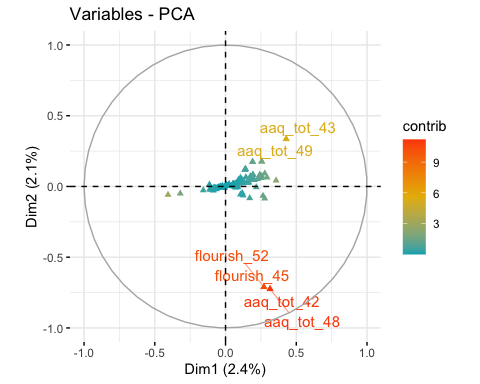 Variables - PCA
1.0
0.5
0.0
-0.5
-1.0
Dim2 (2.1%)
aaq_tot_43
aaq_tot_49
flourish_52
flourish_45
aaq_tot_42
aaq_tot_48
-1.0 -0.5 0.0 0.5 1.0
Dim1 (2.4%)
contrib
9
6
3